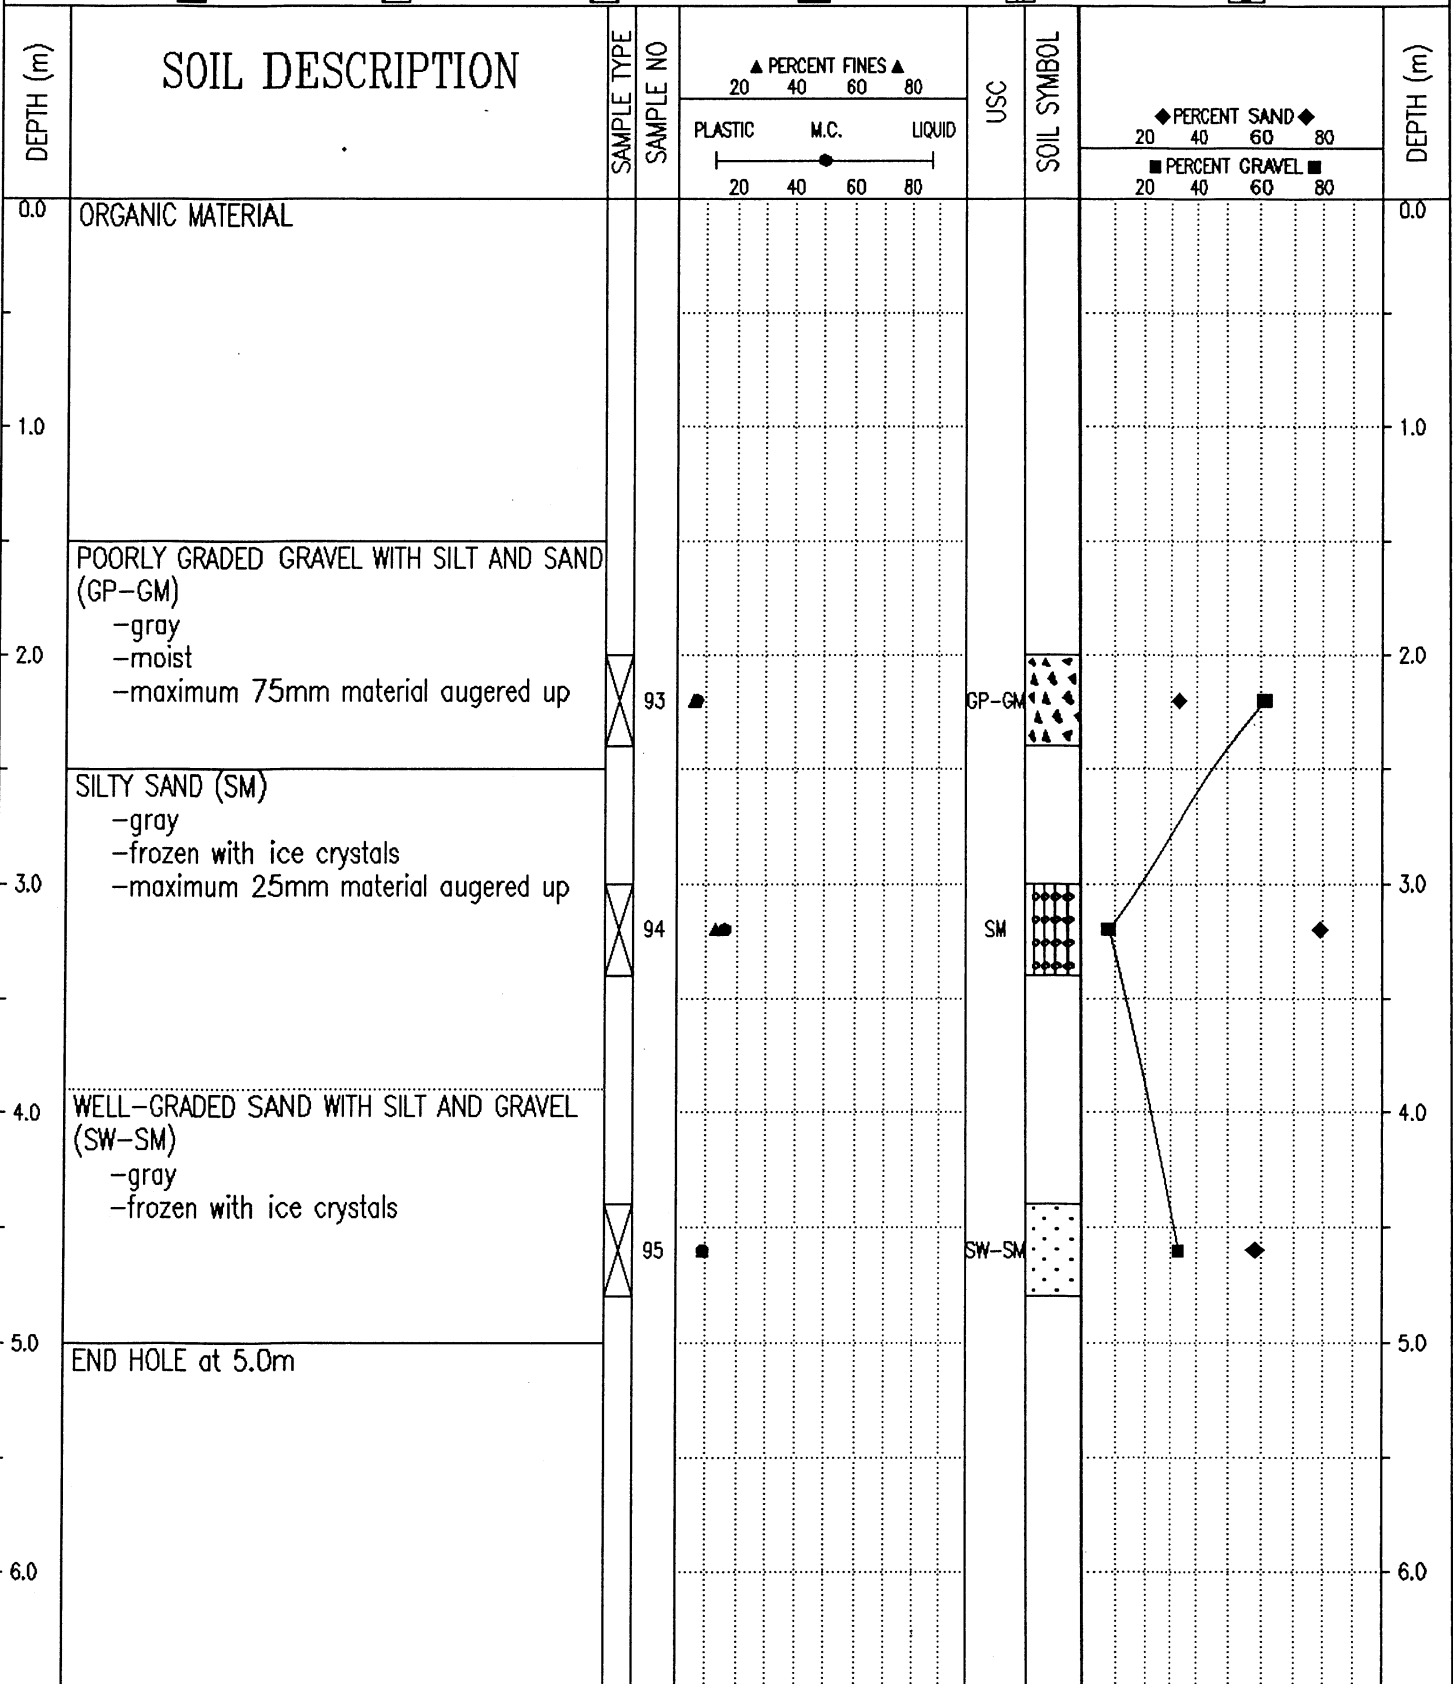 DEPTH (m)
SOIL DESCRIPTION
SAMPLE TYPE
SAMPLE NO
▲ PERCENT FINES ▲
20 40 60 80
PLASTIC M.C. LIQUID
20 40 60 80
USC
SOIL SYMBOL
◆PERCENT SAND◆
20 40 60 80
■ PERCENT GRAVEL ■
20 40 60 80
DEPTH (m)
0.0 ORGANIC MATERIAL 0.0
1.0 1.0
POORLY GRADED GRAVEL WITH SILT AND SAND
(GP-GM)
-gray
2.0 -moist 2.0
-maximum 75mm material augered up 93 GP-GM
SILTY SAND (SM)
-gray
-frozen with ice crystals
3.0 -maximum 25mm material augered up 3.0
94 SM
4.0 WELL-GRADED SAND WITH SILT AND GRAVEL 4.0
(SW-SM)
-gray
-frozen with ice crystals
95 SW-SM
5.0 5.0
END HOLE at 5.0m
6.0 6.0